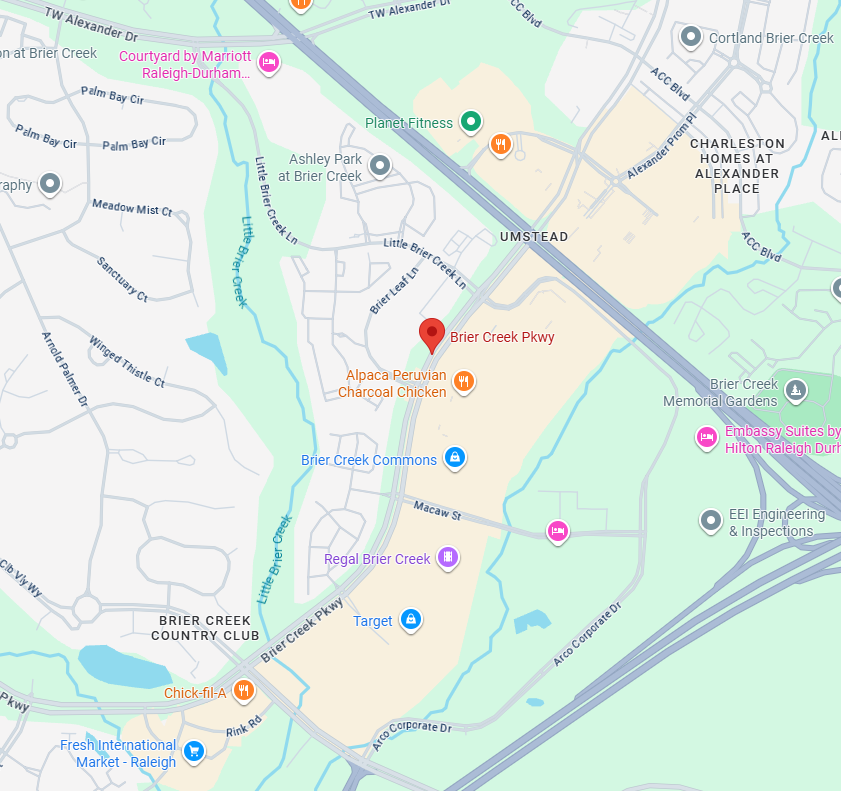 TW Alexander Dr
TW Alexander Dr
CC Blvd
Cortland Brier Creek
on at Brier Creek
Courtyard by Marriott
Raleigh-Durham...
ACC Blvd
Palm Bay Cir
Palm Bay Cir
Palm Bay Cir
Planet Fitness
Alexander Prom Pl
CHARLESTON
HOMES AT
ALEXANDER
PLACE
AL
Ashley Park
at Brier Creek
raphy
Little Brier Creek Ln
Meadow Mist Ct
Little Brier Creek
UMSTEAD
Little Brier Creek Ln
ACC Blvd
Sanctuary Ct
Brier Leaf Ln
Brier Creek Pkwy
Arnold Palmer Dr
Winged Thistle Ct
Alpaca Peruvian
Charcoal Chicken
Brier Creek
Memorial Gardens
Embassy Suites by
Hilton Raleigh Durh
Brier Creek Commons
Macaw St
EEI Engineering
& Inspections
Little Brier Creek
Regal Brier Creek
Clb Vly Wy
Target
BRIER CREEK
COUNTRY CLUB
Brier Creek Pkwy
Arco Corporate Dr
Chick-fil-A
Pkwy
Rink Rd
Arco Corporate Dr
Fresh International
Market - Raleigh